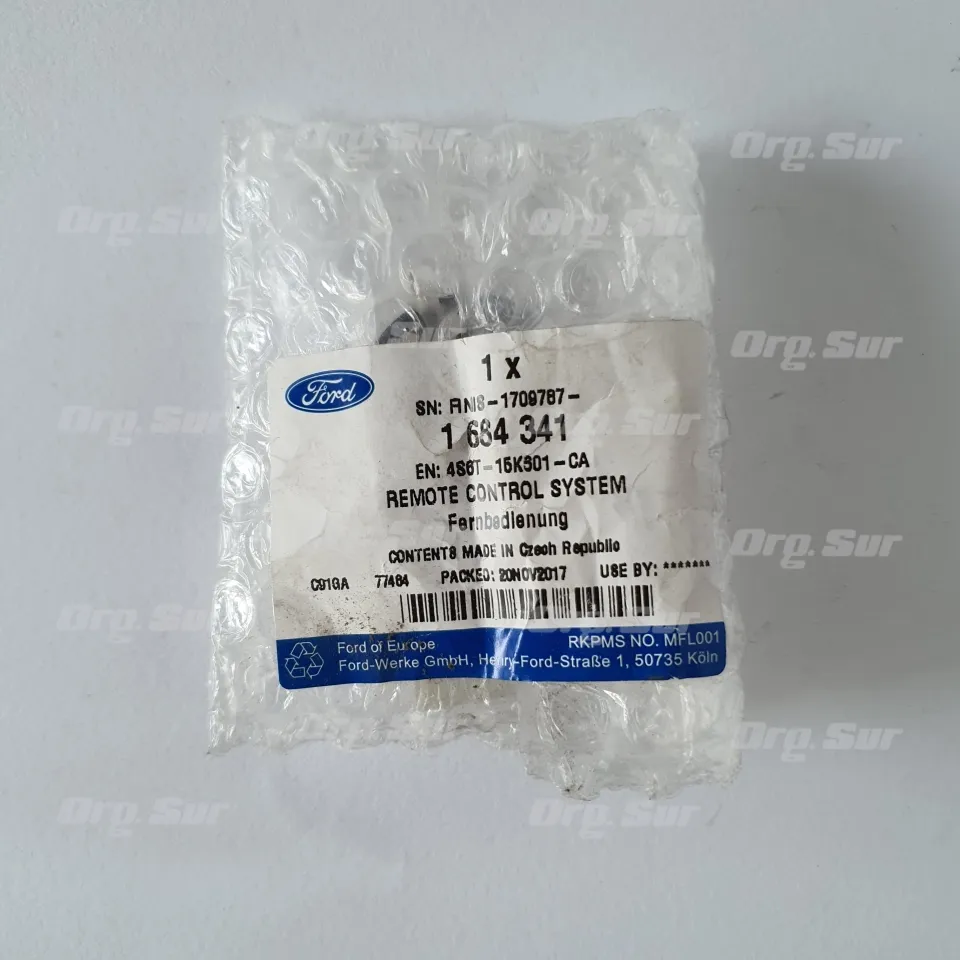 Org. Sur
Org. Sur
Org. Sur
Org. Sur
Ford
1 X
SN: FINIS-1709787-
1 684 341
EN: 4S6T-15K601-CA
REMOTE CONTROL SYSTEM
Fernbedienung
CONTENTS MADE IN Czech Republic
C91GA 77464 PACKED: 20NOV2017 USE BY: *******
Ford of Europe
RKPMS NO. MFL001
Ford-Werke GmbH, Henry-Ford-Straße 1, 50735 Köln
Org. Sur
Org. Sur
Org. Sur
Org. Sur
Org. Sur
Org. Sur
Org. Sur